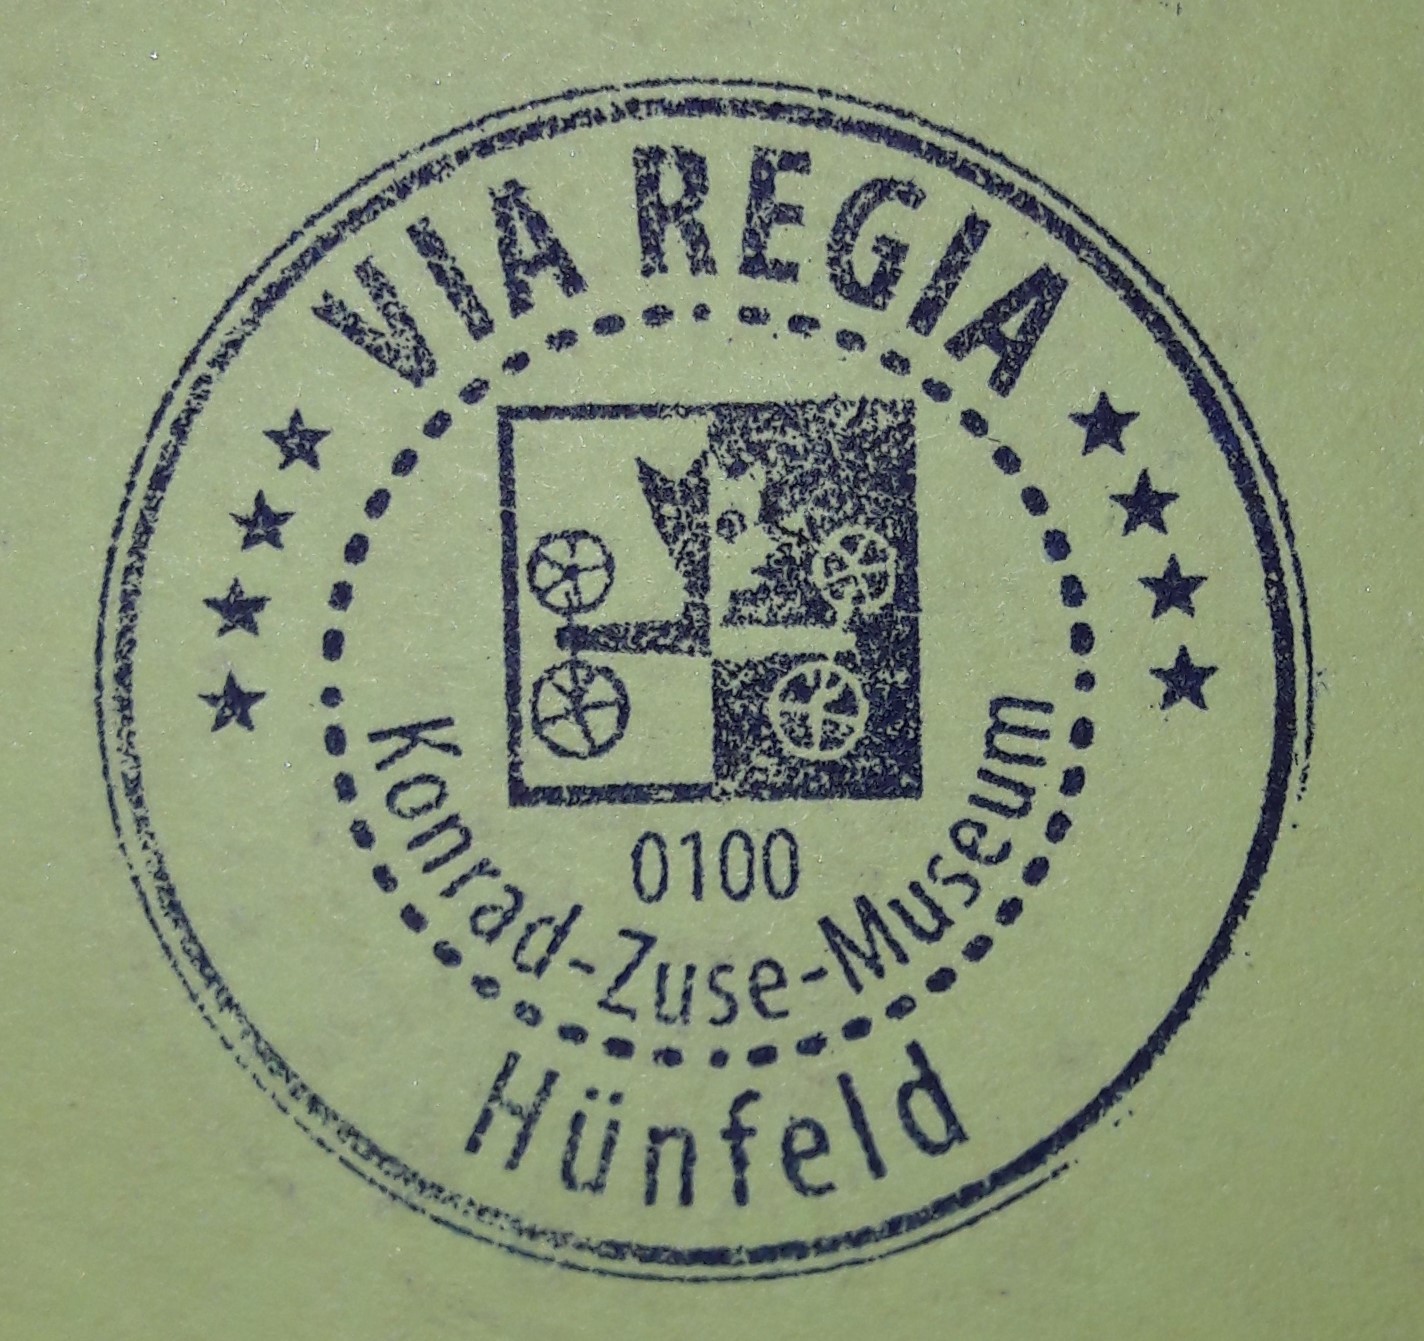 VIA REGIA
0100
Konrad-Zuse-Museum
Hünfeld